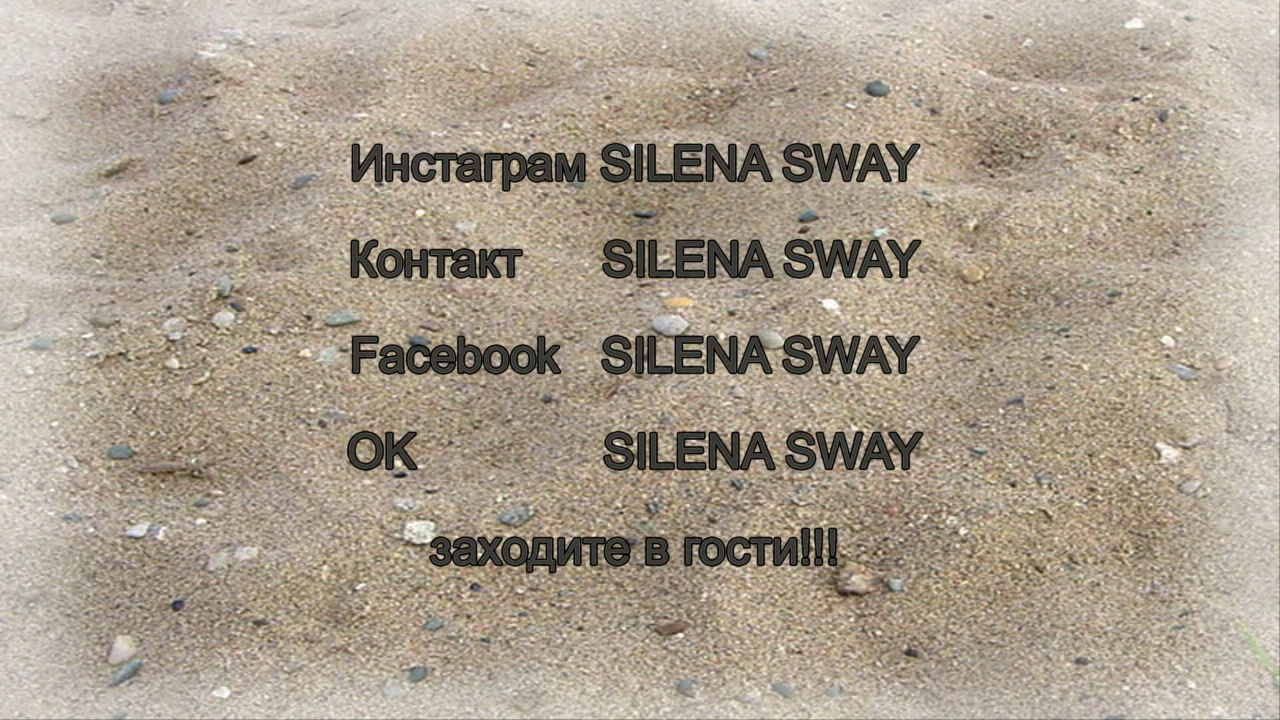 Инстаграм SILENA SWAY
Контакт SILENA SWAY
Facebook SILENA SWAY
OK SILENA SWAY
заходите в гости!!!